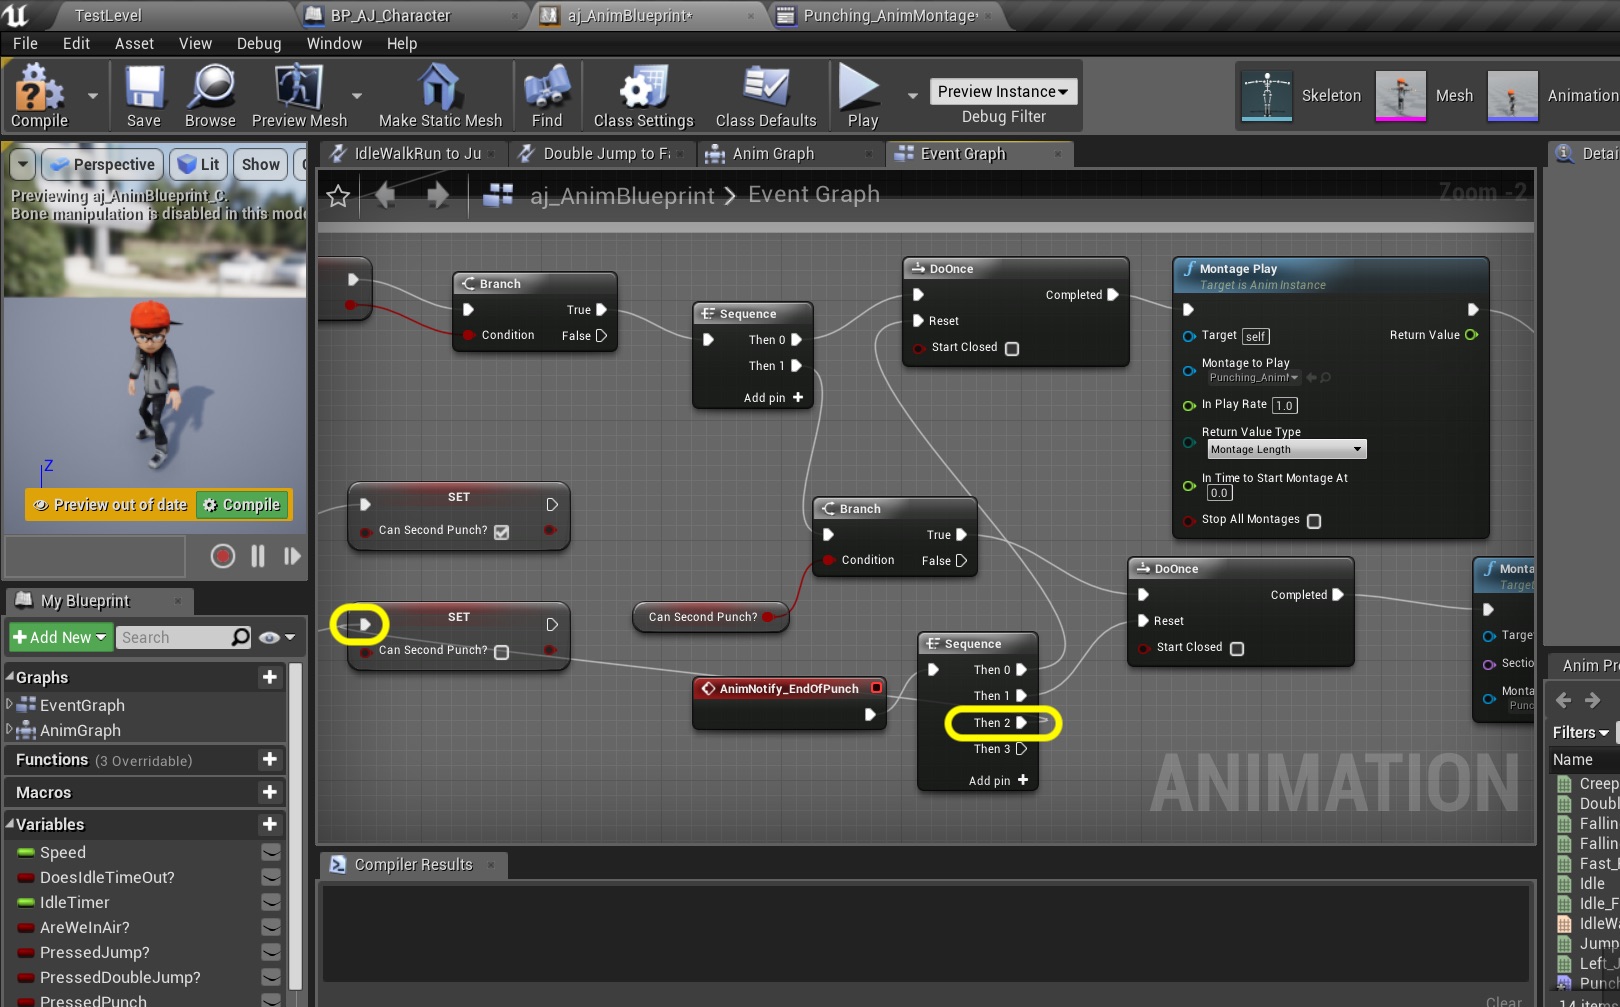 TestLevel
BP_AJ_Character
aj_AnimBlueprint*
Punching_AnimMontage*
File Edit Asset View Debug Window Help
Compile
Save
Browse
Preview Mesh
Make Static Mesh
Find
Class Settings
Class Defaults
Play
Preview Instance
Debug Filter
Skeleton
Mesh
Animation
Perspective
Lit
Show
Previewing aj_AnimBlueprint_C.
Bone manipulation is disabled in this mode
Z
Preview out of date
Compile
IdleWalkRun to Ju
Double Jump to Fa
Anim Graph
Event Graph
aj_AnimBlueprint > Event Graph
Zoom -2
Branch
True
Condition
False
Sequence
Then 0
Then 1
Add pin +
DoOnce
Completed
Reset
Start Closed
Montage Play
Target is Anim Instance
Target self
Return Value
Montage to Play
Punching_AnimM
In Play Rate 1.0
Return Value Type
Montage Length
In Time to Start Montage At
0.0
Stop All Montages
SET
Can Second Punch?
SET
Can Second Punch?
Branch
True
Condition
False
Can Second Punch?
AnimNotify_EndOfPunch
Sequence
Then 0
Then 1
Then 2
Then 3
Add pin +
DoOnce
Completed
Reset
Start Closed
Monta
Target
Target
Sectio
Monta
Punc
ANIMATION
My Blueprint
Add New
Search
Graphs
EventGraph
AnimGraph
Functions (3 Overridable)
Macros
Variables
Speed
DoesIdleTimeOut?
IdleTimer
AreWeInAir?
PressedJump?
PressedDoubleJump?
PressedPunch
Compiler Results
Clear
Detai
Anim Pr
Filters
Name
Creep
Doubl
Fallin
Fallin
Fast_
Idle
Idle_F
IdleWa
Jump
Left_J
Punc
14 items